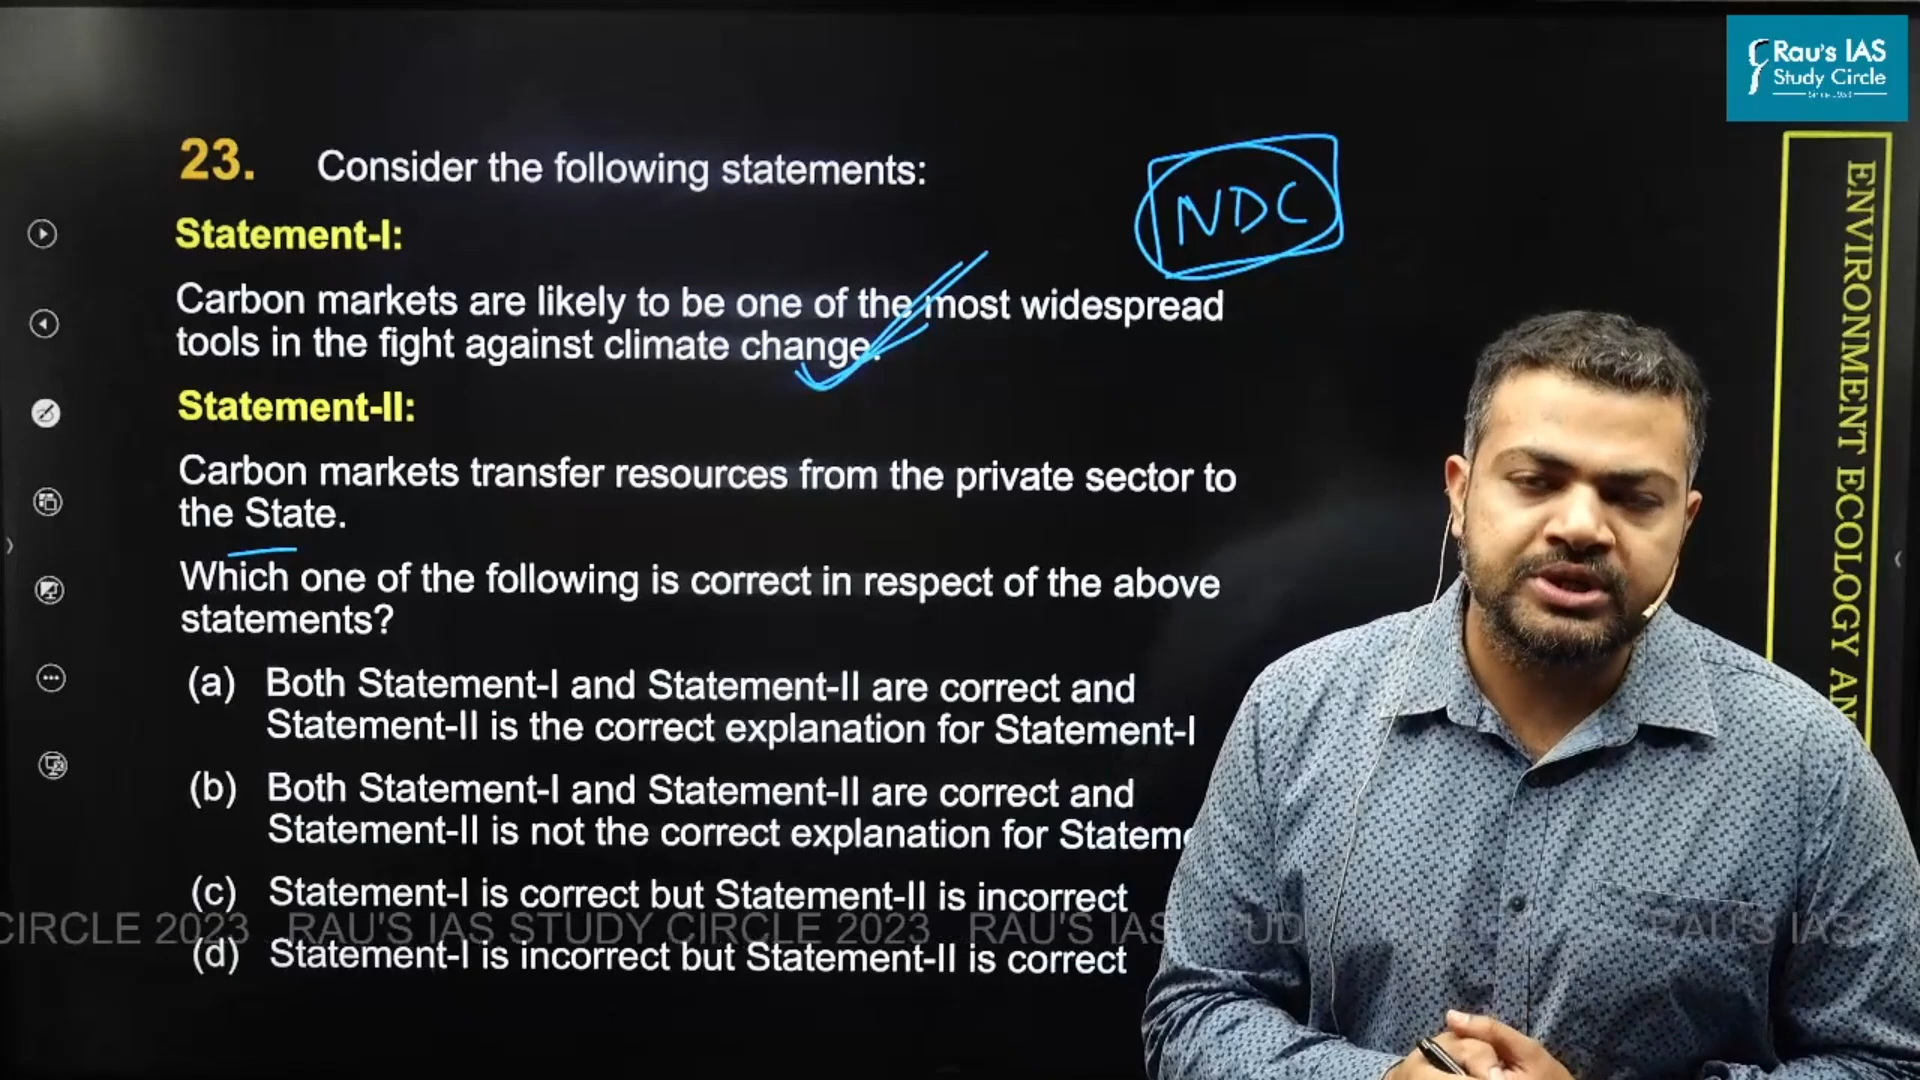 Rau's IAS
Study Circle
23. Consider the following statements:
NDC
Statement-I:
Carbon markets are likely to be one of the most widespread
tools in the fight against climate change.
Statement-II:
Carbon markets transfer resources from the private sector to
the State.
Which one of the following is correct in respect of the above
statements?
(a) Both Statement-I and Statement-II are correct and
Statement-II is the correct explanation for Statement-I
(b) Both Statement-I and Statement-II are correct and
Statement-II is not the correct explanation for Stateme
(c) Statement-I is correct but Statement-II is incorrect
CIRCLE 2023 RAU'S IAS STUDY CIRCLE 2023 RAU'S IAS STUD RAU'S IAS
(d) Statement-I is incorrect but Statement-II is correct
ENVIRONMENT ECOLOGY AN